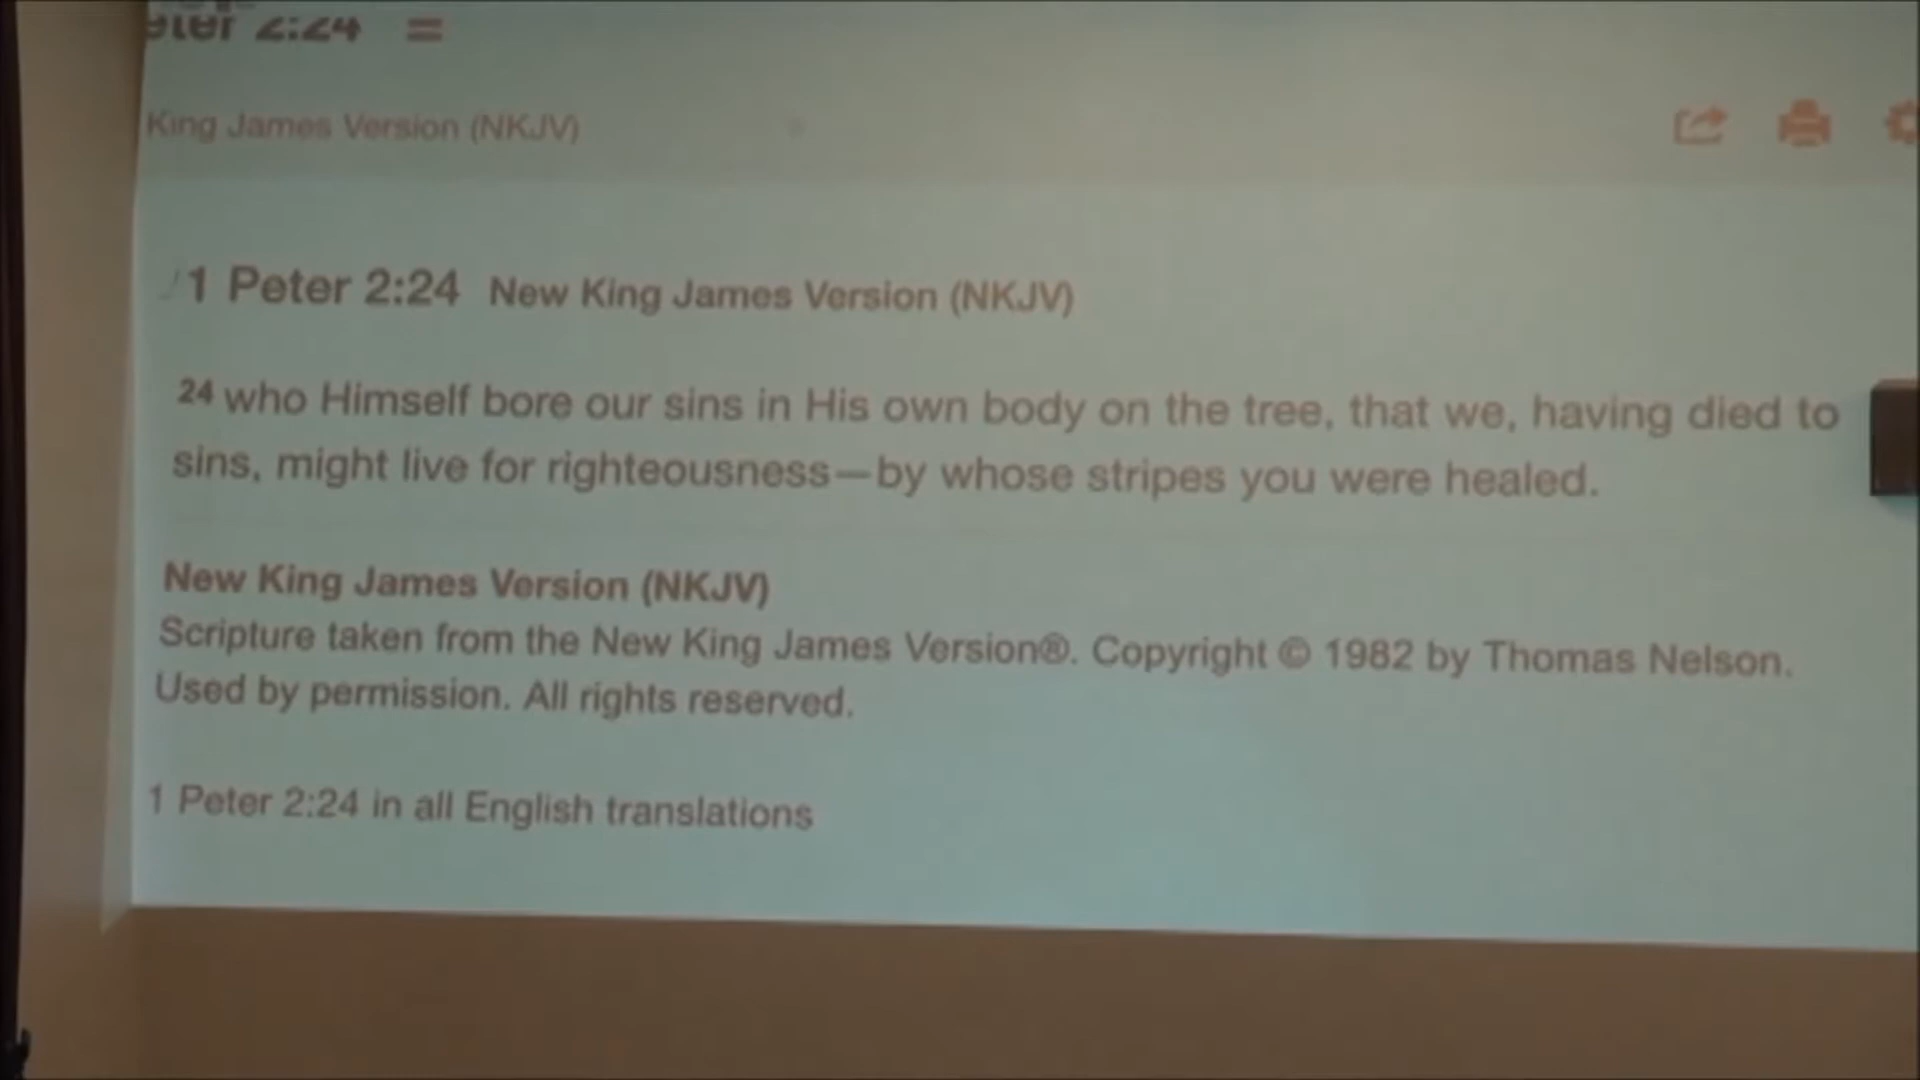 2:24
King James Version (NKJV)
1 Peter 2:24 New King James Version (NKJV)
24 who Himself bore our sins in His own body on the tree, that we, having died to
sins, might live for righteousness—by whose stripes you were healed.
New King James Version (NKJV)
Scripture taken from the New King James Version®. Copyright © 1982 by Thomas Nelson.
Used by permission. All rights reserved.
1 Peter 2:24 in all English translations